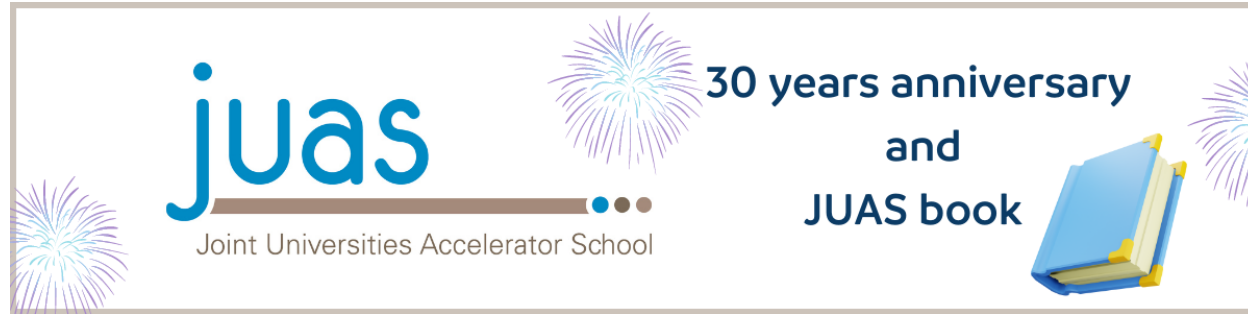 juas
Joint Universities Accelerator School
30 years anniversary
and
JUAS book